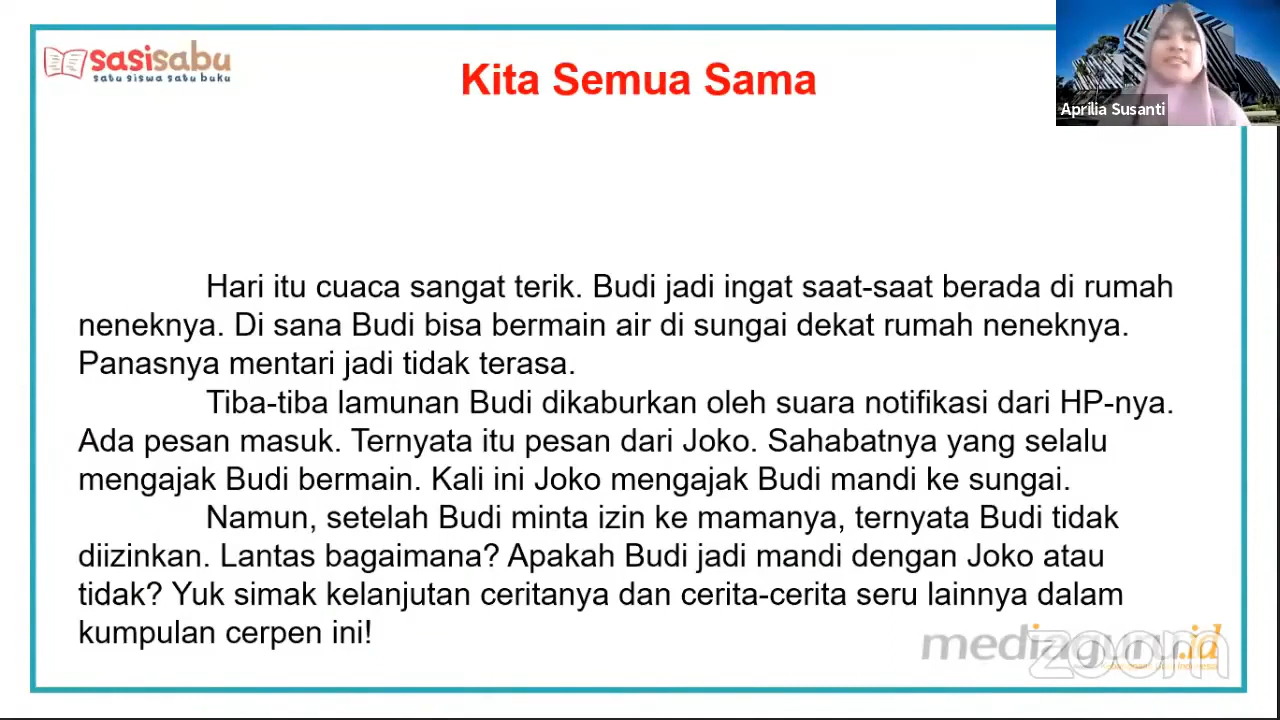 sasisabu
satu siswa satu buku
Kita Semua Sama
Aprilia Susanti
Hari itu cuaca sangat terik. Budi jadi ingat saat-saat berada di rumah
neneknya. Di sana Budi bisa bermain air di sungai dekat rumah neneknya.
Panasnya mentari jadi tidak terasa.
Tiba-tiba lamunan Budi dikaburkan oleh suara notifikasi dari HP-nya.
Ada pesan masuk. Ternyata itu pesan dari Joko. Sahabatnya yang selalu
mengajak Budi bermain. Kali ini Joko mengajak Budi mandi ke sungai.
Namun, setelah Budi minta izin ke mamanya, ternyata Budi tidak
diizinkan. Lantas bagaimana? Apakah Budi jadi mandi dengan Joko atau
tidak? Yuk simak kelanjutan ceritanya dan cerita-cerita seru lainnya dalam
kumpulan cerpen ini!
mediaguru.id
zoom